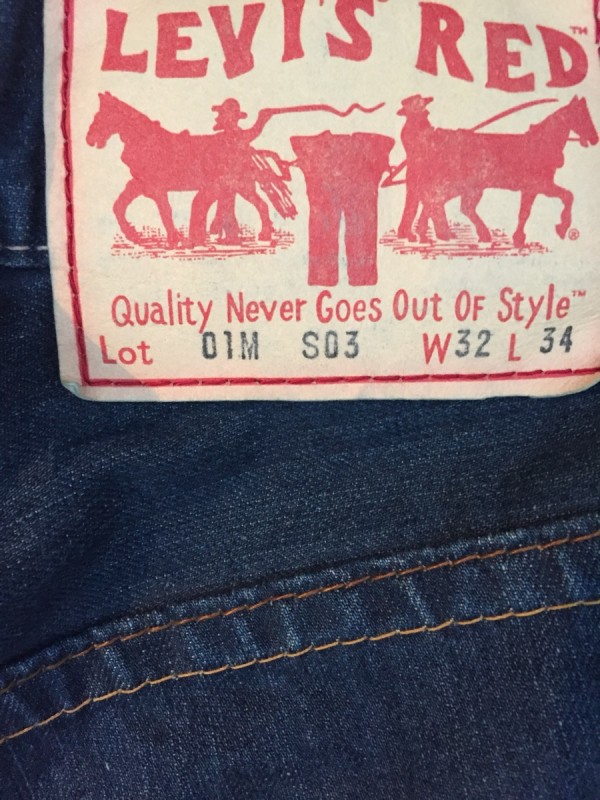 LEVI'S RED™
®
Quality Never Goes Out Of Style™
Lot 01M S03 W32 L 34